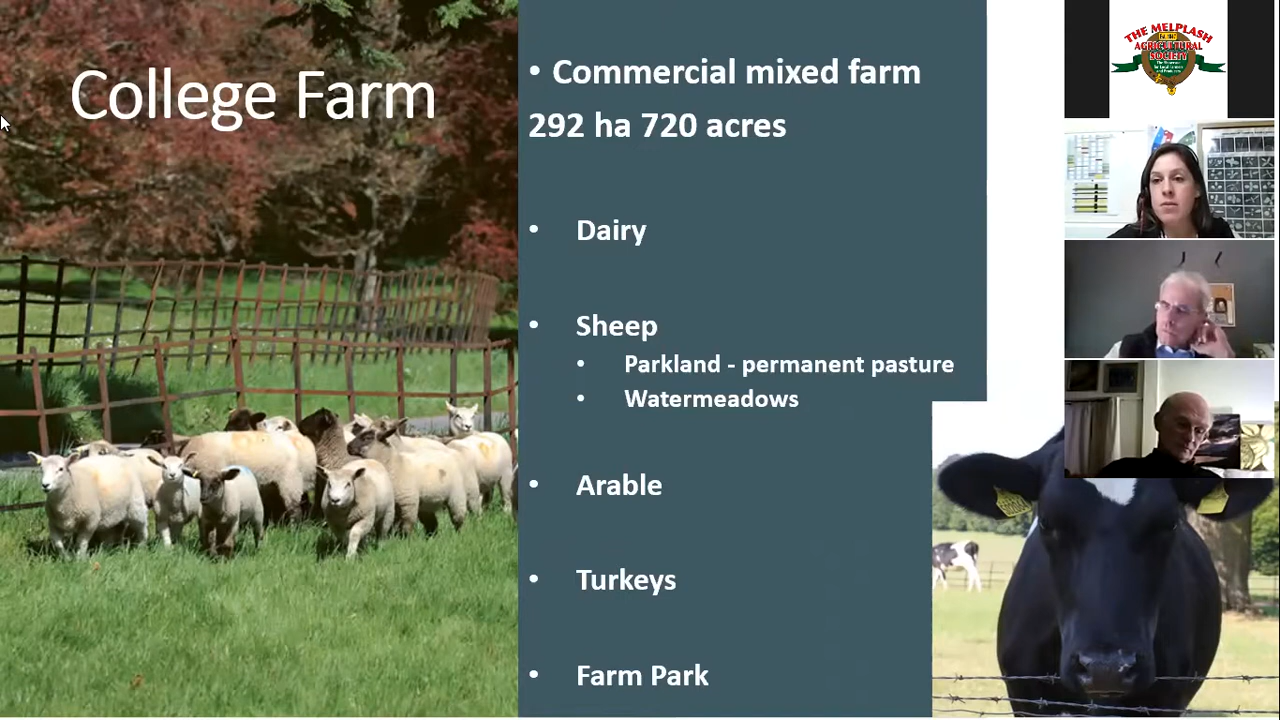 College Farm
• Commercial mixed farm
292 ha 720 acres
• Dairy
• Sheep
• Parkland - permanent pasture
• Watermeadows
• Arable
• Turkeys
• Farm Park
THE MELPLASH
AGRICULTURAL
SOCIETY